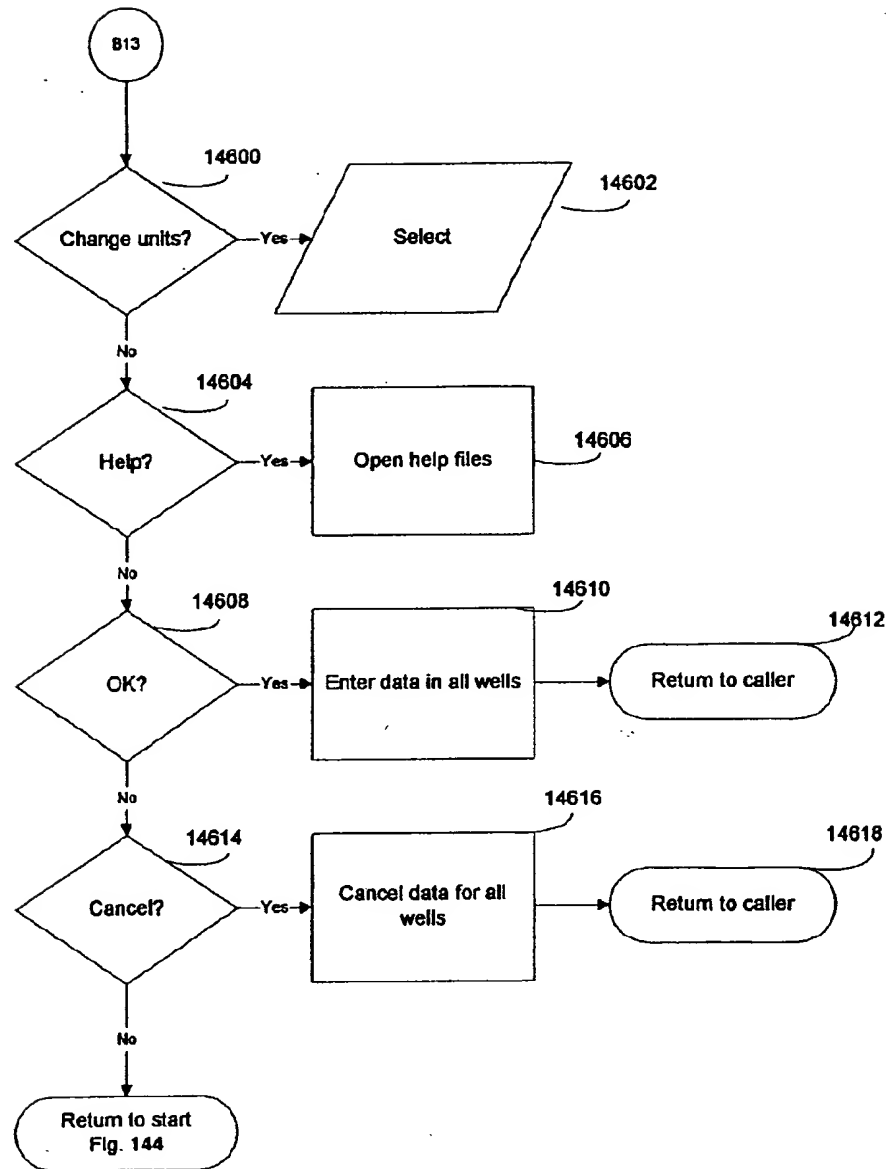 B13
14600
14602
Change units?
Yes
Select
No
14604
14606
Help?
Yes
Open help files
No
14608
14610
14612
OK?
Yes
Enter data in all wells
Return to caller
No
14614
14616
14618
Cancel?
Yes
Cancel data for all
wells
Return to caller
No
Return to start
Fig. 144